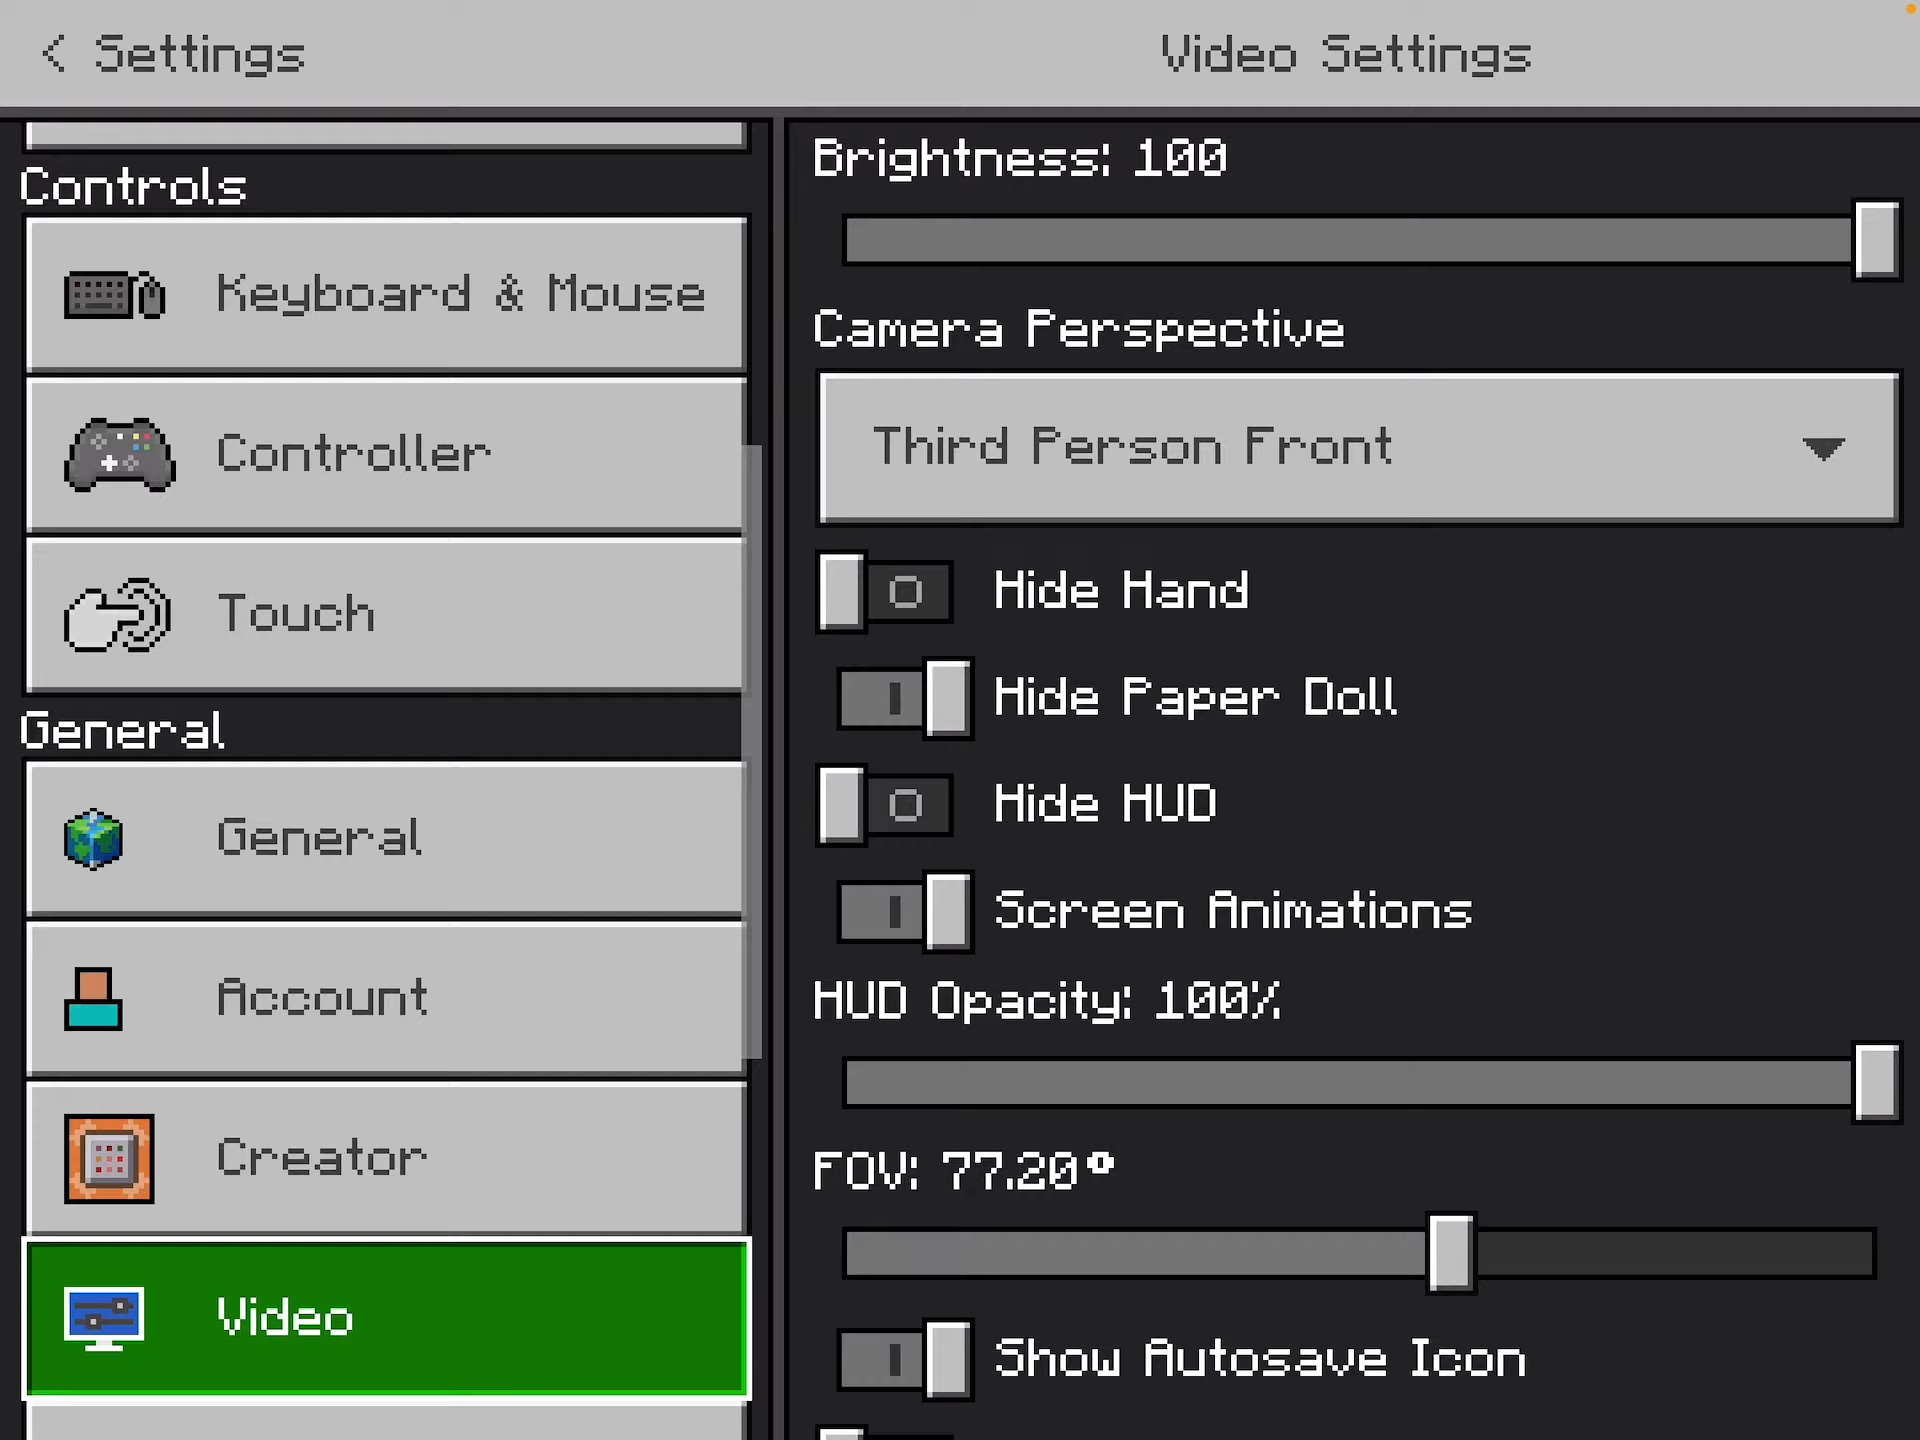 Settings
Video Settings
Controls
Keyboard & Mouse
Controller
Touch
General
General
Account
Creator
Video
Brightness: 100
Camera Perspective
Third Person Front
Hide Hand
Hide Paper Doll
Hide HUD
Screen Animations
HUD Opacity: 100%
FOV: 77.20°
Show Autosave Icon